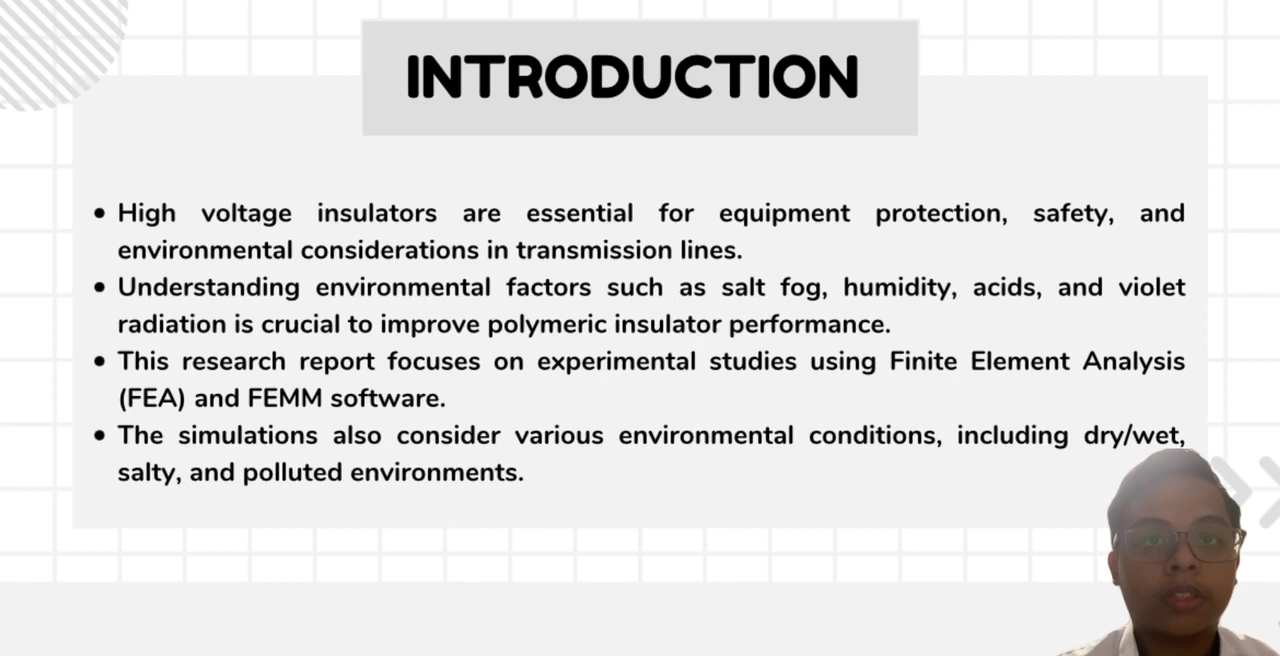 INTRODUCTION
• High voltage insulators are essential for equipment protection, safety, and
environmental considerations in transmission lines.
• Understanding environmental factors such as salt fog, humidity, acids, and violet
radiation is crucial to improve polymeric insulator performance.
• This research report focuses on experimental studies using Finite Element Analysis
(FEA) and FEMM software.
• The simulations also consider various environmental conditions, including dry/wet,
salty, and polluted environments.